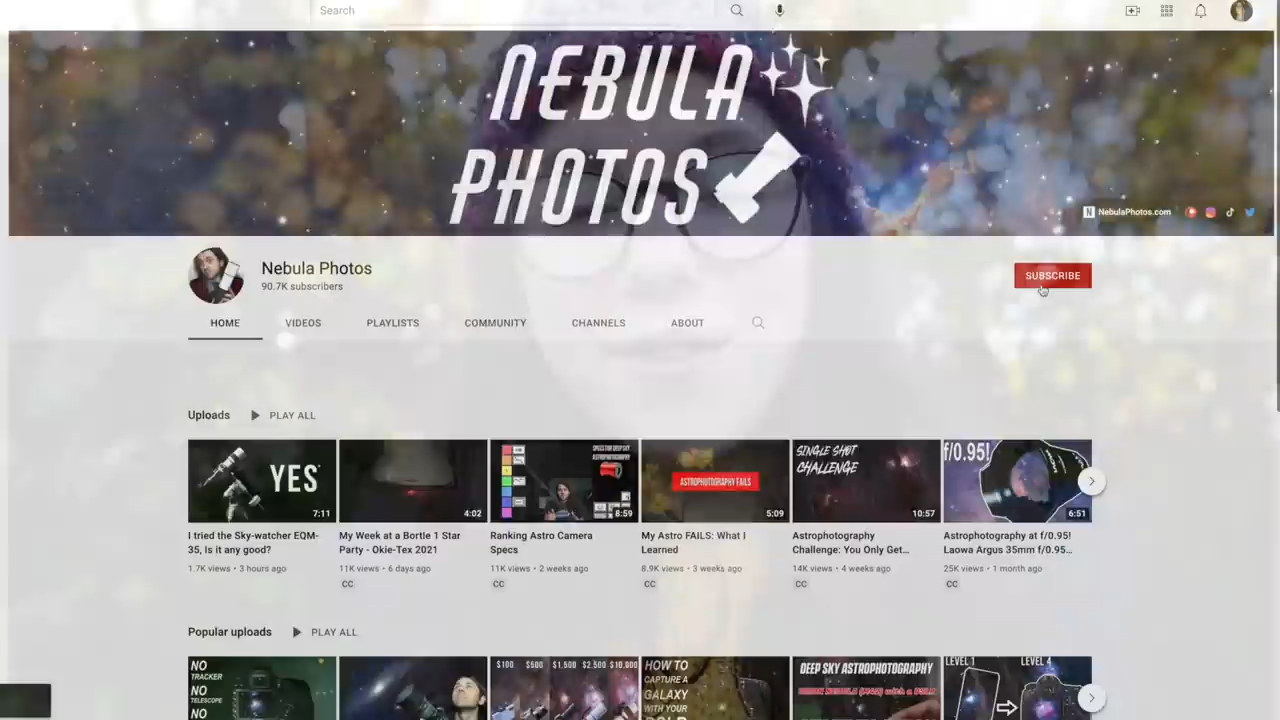 Search
NEBULA
PHOTOS
N NebulaPhotos.com
Nebula Photos
90.7K subscribers
SUBSCRIBE
HOME VIDEOS PLAYLISTS COMMUNITY CHANNELS ABOUT
Uploads PLAY ALL
YES
7:11
4:02
SPECS FOR DEEP SKY
ASTROPHOTOGRAPHY
8:59
ASTROPHOTOGRAPHY FAILS
5:09
SINGLE SHOT
CHALLENGE
10:57
f/0.95!
6:51
I tried the Sky-watcher EQM-
35, Is it any good?
1.7K views • 3 hours ago
My Week at a Bortle 1 Star
Party - Okie-Tex 2021
11K views • 6 days ago
CC
Ranking Astro Camera
Specs
11K views • 2 weeks ago
CC
My Astro FAILS: What I
Learned
8.9K views • 3 weeks ago
CC
Astrophotography
Challenge: You Only Get...
14K views • 4 weeks ago
CC
Astrophotography at f/0.95!
Laowa Argus 35mm f/0.95...
25K views • 1 month ago
CC
Popular uploads PLAY ALL
NO
TRACKER
NO
TELESCOPE
NO
$100 $500 $1,500 $2,500 $10,000
HOW TO
CAPTURE A
GALAXY
WITH YOUR
DEEP SKY ASTROPHOTOGRAPHY
LEVEL 1 LEVEL 4